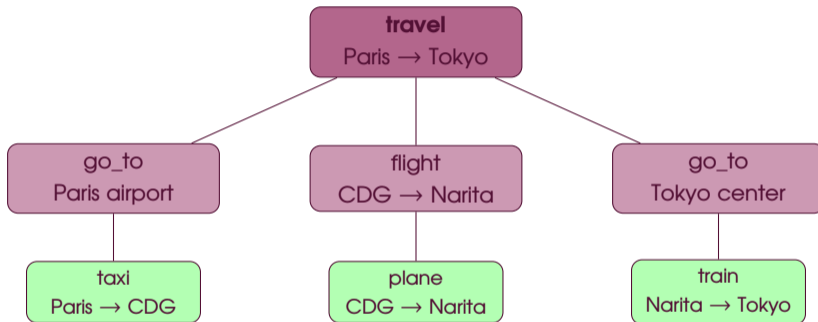 travel
Paris → Tokyo
go_to
Paris airport
flight
CDG → Narita
go_to
Tokyo center
taxi
Paris → CDG
plane
CDG → Narita
train
Narita → Tokyo